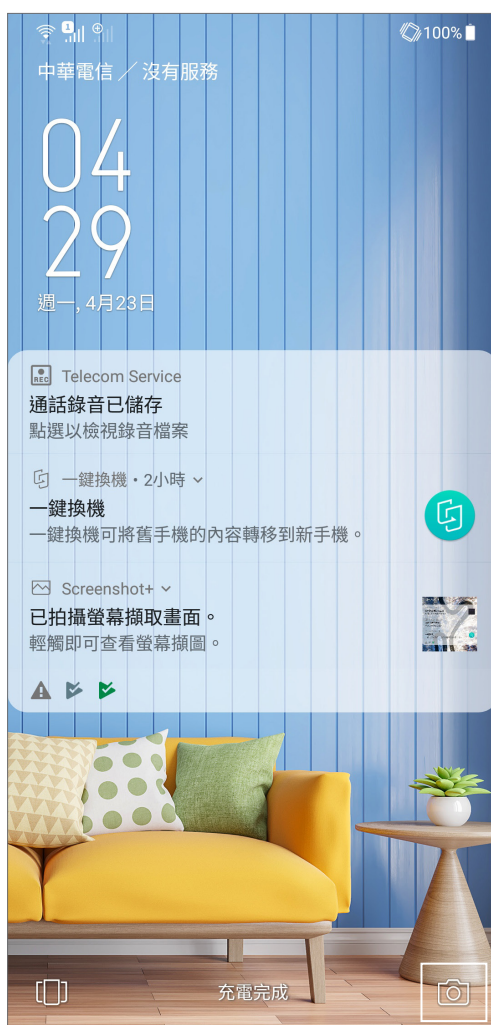 1
100%
中華電信 ╱ 沒有服務
04
29
週一, 4月23日
REC Telecom Service
通話錄音已儲存
點選以檢視錄音檔案
一鍵換機 • 2小時
一鍵換機
一鍵換機可將舊手機的內容轉移到新手機。
Screenshot+
已拍攝螢幕擷取畫面。
輕觸即可查看螢幕擷圖。
充電完成